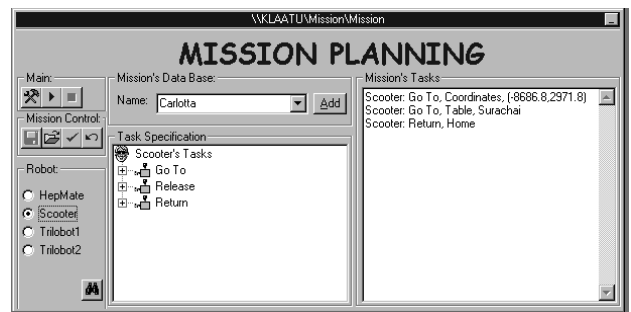 \\KLAATU\Mission\Mission
MISSION PLANNING
Main:
Mission's Data Base:
Name: Carlotta Add
Mission's Tasks
Scooter: Go To, Coordinates, (-8686.8,2971.8)
Scooter: Go To, Table, Surachai
Scooter: Return, Home
Mission Control:
Task Specification
Scooter's Tasks
Go To
Release
Return
Robot:
HepMate
Scooter
Trilobot1
Trilobot2